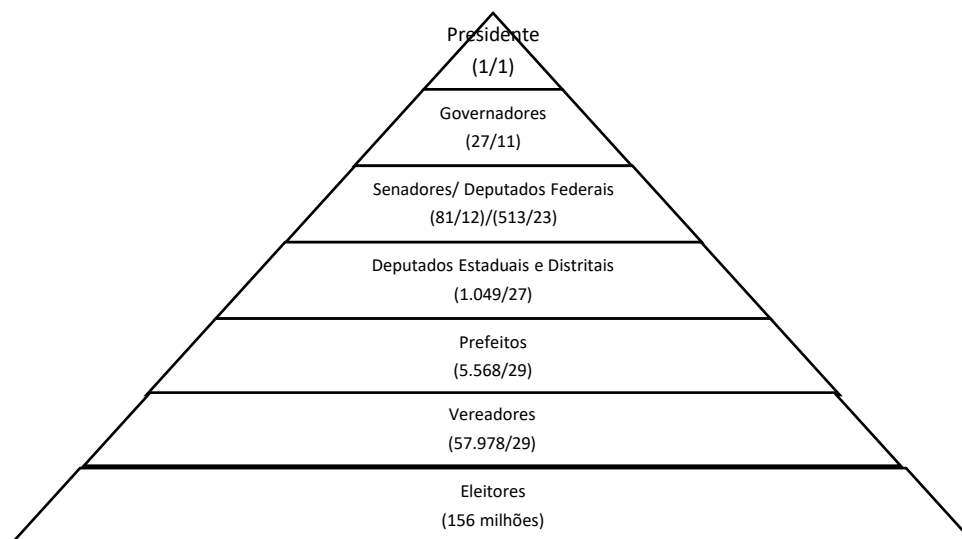 Presidente
(1/1)
Governadores
(27/11)
Senadores/ Deputados Federais
(81/12)/(513/23)
Deputados Estaduais e Distritais
(1.049/27)
Prefeitos
(5.568/29)
Vereadores
(57.978/29)
Eleitores
(156 milhões)